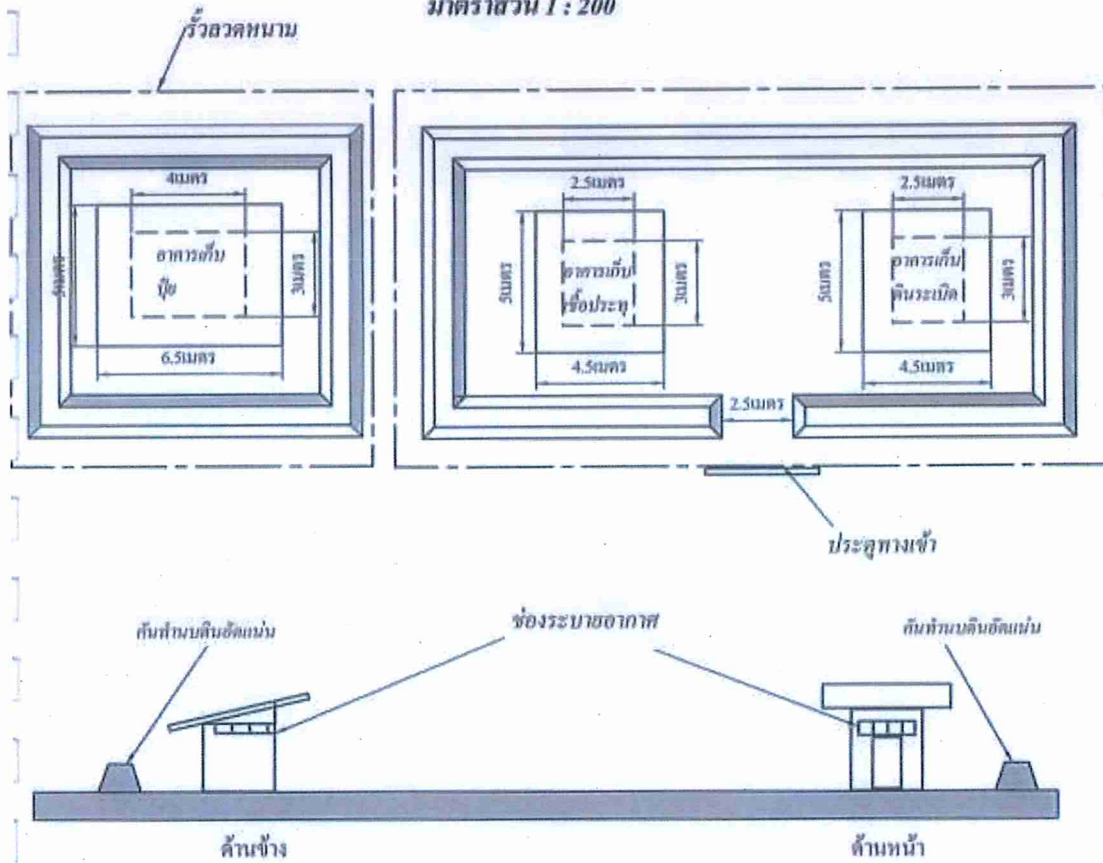 มาตราส่วน 1 : 200
รั้วลวดหนาม
4เมตร
อาคารเก็บ
ปุ๋ย
5เมตร
3เมตร
6.5เมตร
2.5เมตร
อาคารเก็บ
เชื้อประทุ
5เมตร
3เมตร
4.5เมตร
2.5เมตร
2.5เมตร
อาคารเก็บ
ดินระเบิด
5เมตร
3เมตร
4.5เมตร
ประตูทางเข้า
คันทำนบดินอัดแน่น
ช่องระบายอากาศ
คันทำนบดินอัดแน่น
ด้านข้าง
ด้านหน้า